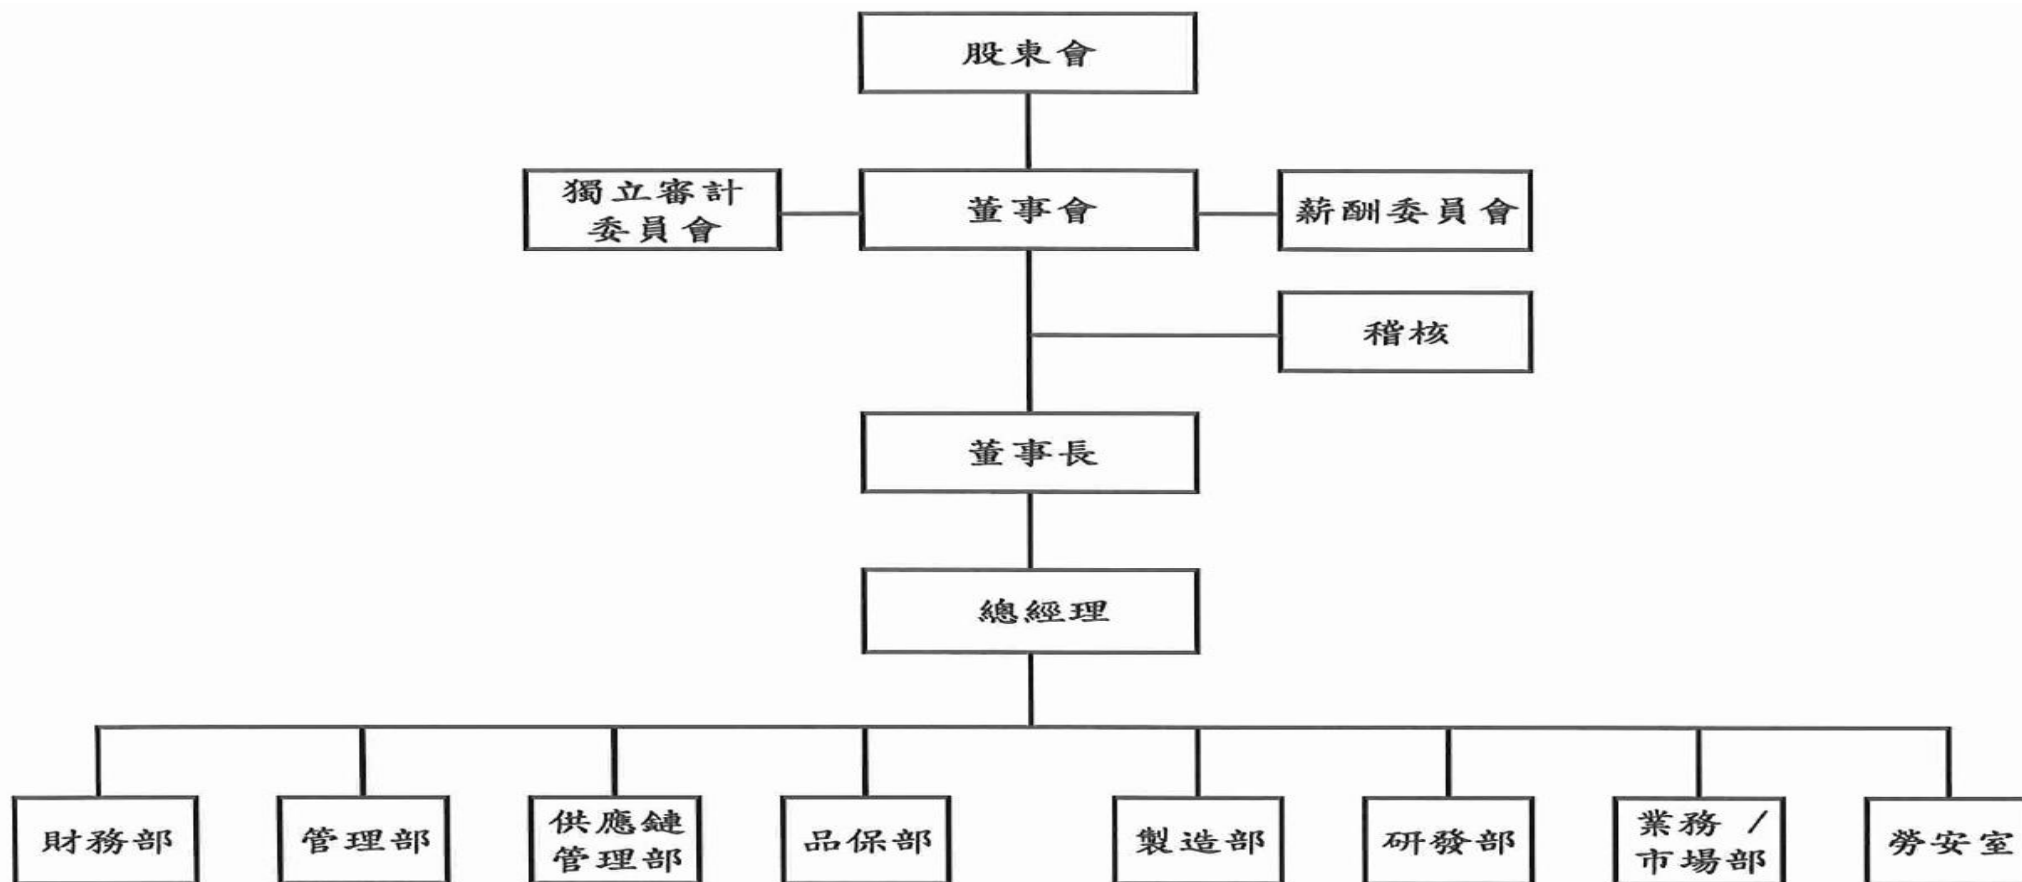 股東會
獨立審計
委員會
董事會
薪酬委員會
稽核
董事長
總經理
財務部
管理部
供應鏈
管理部
品保部
製造部
研發部
業務 /
市場部
勞安室